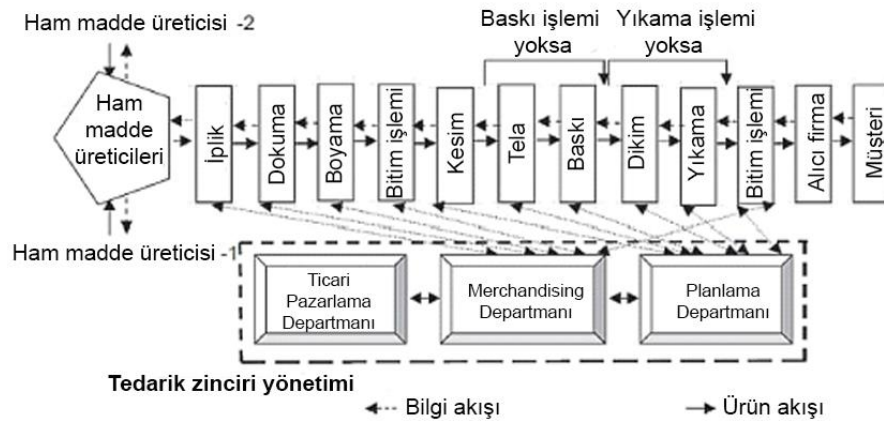 Ham madde üreticisi -2
Baskı işlemi
yoksa
Yıkama işlemi
yoksa
Ham
madde
üreticileri
İplik
Dokuma
Boyama
Bitim işlemi
Kesim
Tela
Baskı
Dikim
Yıkama
Bitim işlemi
Alıcı firma
Müşteri
Ham madde üreticisi -1
Ticari
Pazarlama
Departmanı
Merchandising
Departmanı
Planlama
Departmanı
Tedarik zinciri yönetimi
Bilgi akışı
Ürün akışı